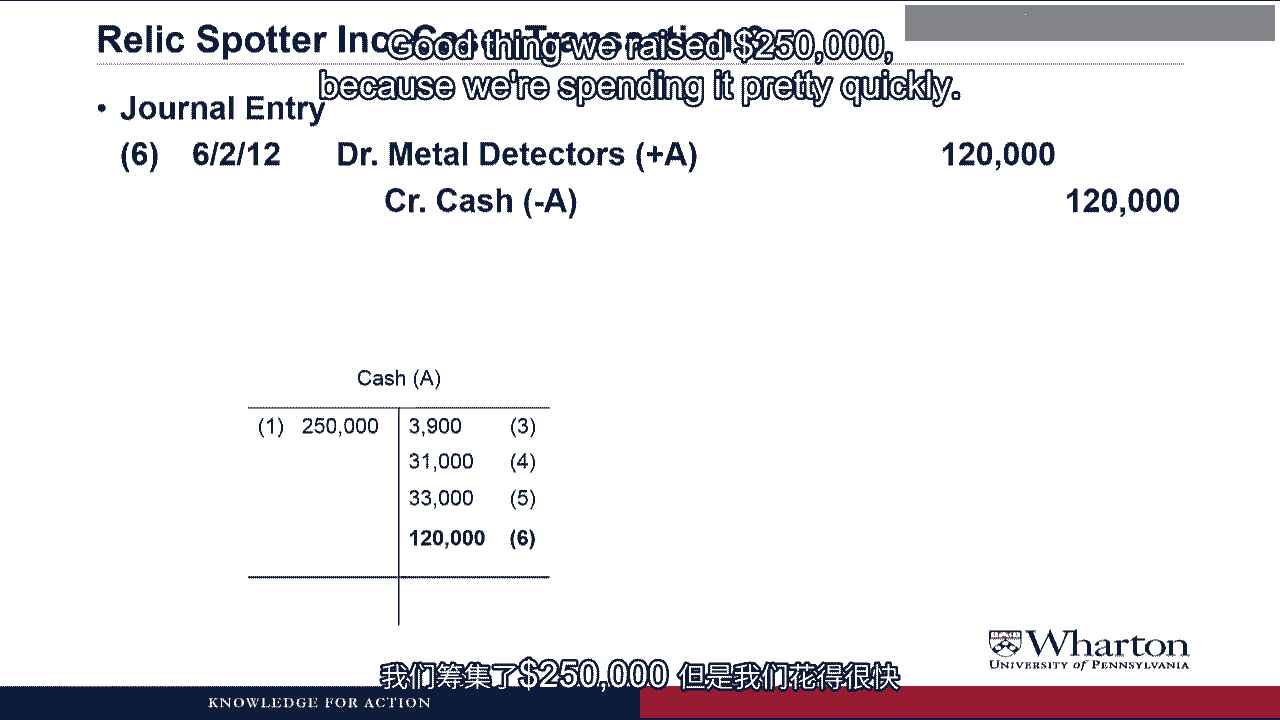 Relic Spotter Inc. Case: Transaction 6
Good thing we raised $250,000,
because we're spending it pretty quickly.
• Journal Entry
(6) 6/2/12 Dr. Metal Detectors (+A) 120,000
Cr. Cash (-A) 120,000
Cash (A)
(1) 250,000 3,900 (3)
31,000 (4)
33,000 (5)
120,000 (6)
Wharton
UNIVERSITY of PENNSYLVANIA
我们筹集了$250,000 但是我们花得很快
KNOWLEDGE FOR ACTION